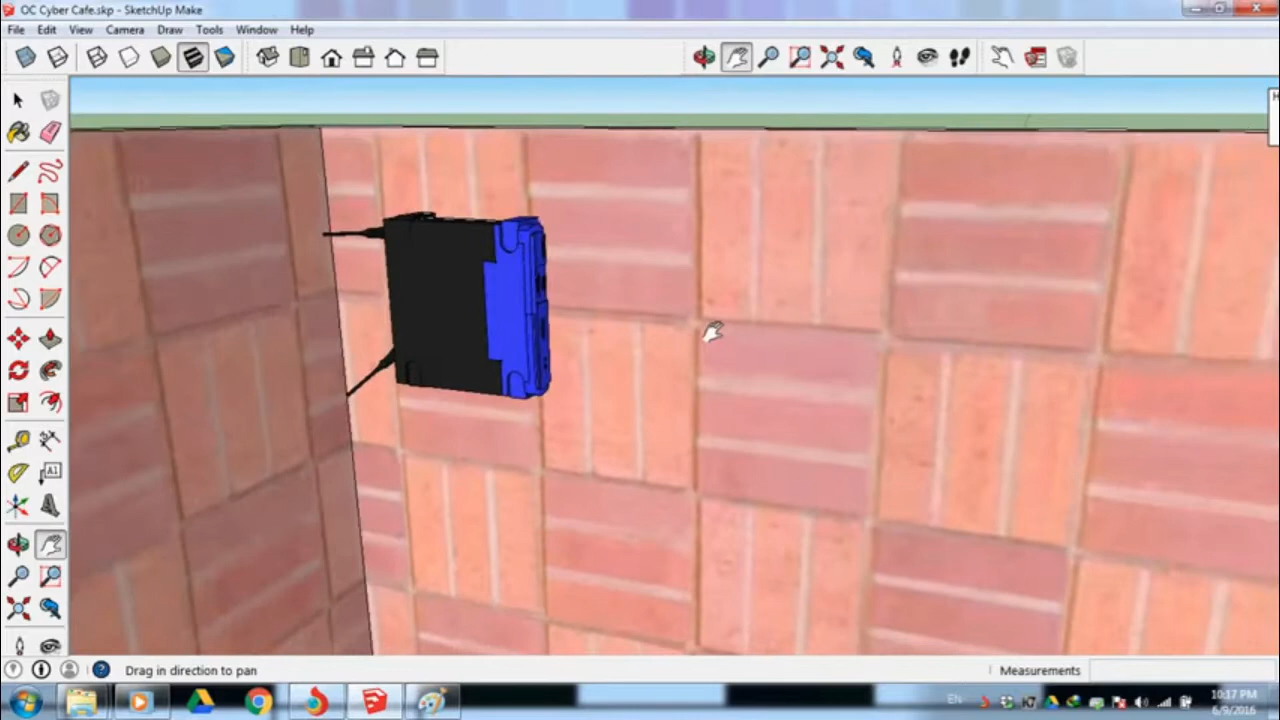 OC Cyber Cafe.skp - SketchUp Make
File Edit View Camera Draw Tools Window Help
A1
Drag in direction to pan
Measurements
EN
10:17 PM
6/9/2016